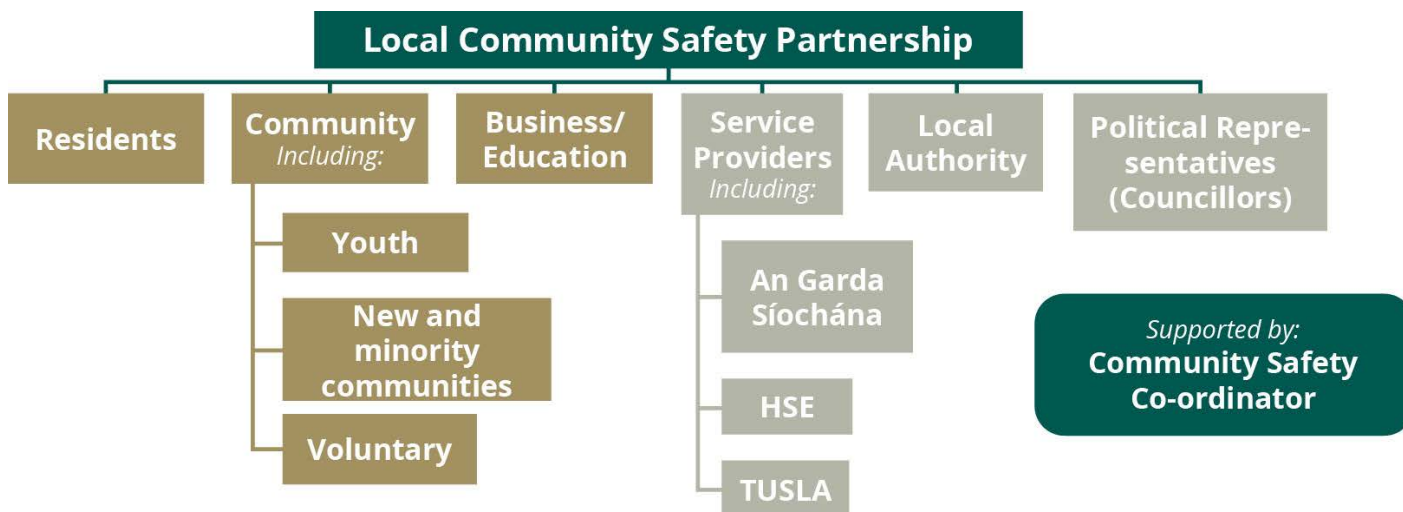 Local Community Safety Partnership
Residents
Community
Including:
Business/
Education
Service
Providers
Including:
Local
Authority
Political Repre-
sentatives
(Councillors)
Youth
New and
minority
communities
Voluntary
An Garda
Síochána
HSE
TUSLA
Supported by:
Community Safety
Co-ordinator